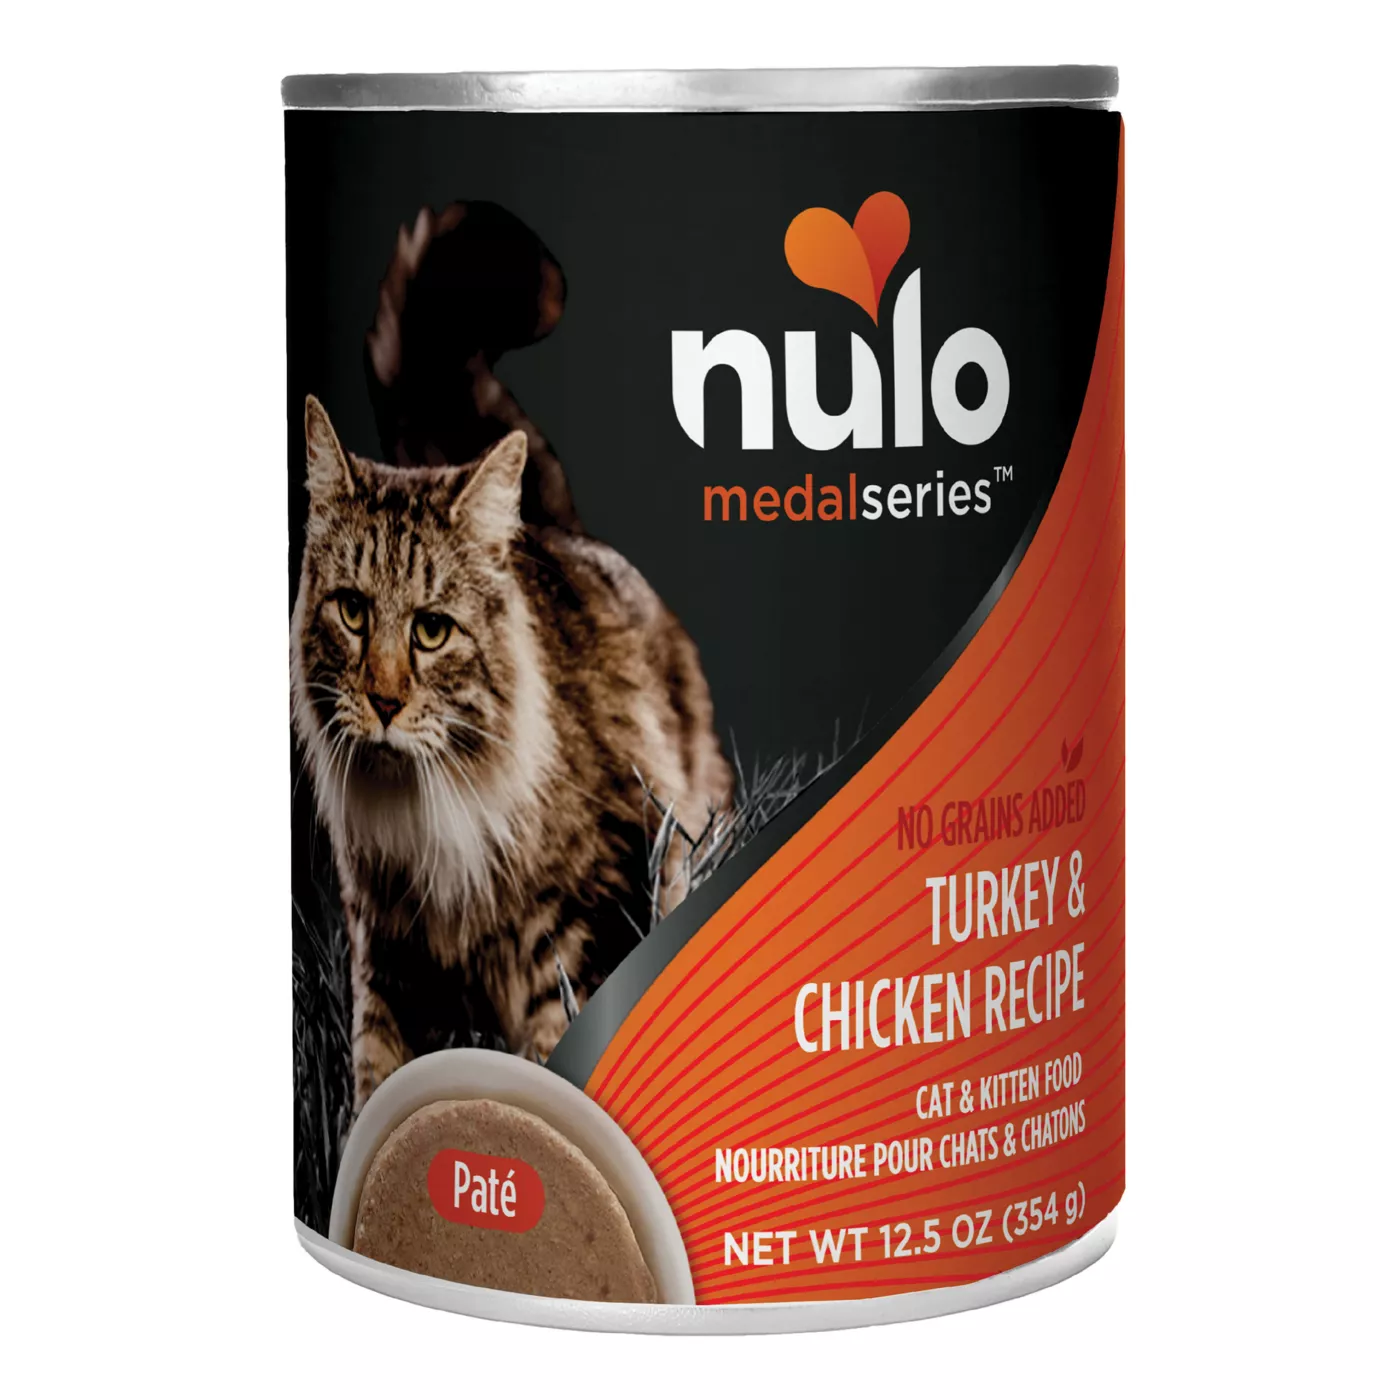 nulo
medalseries™
NO GRAINS ADDED
TURKEY &
CHICKEN RECIPE
CAT & KITTEN FOOD
NOURRITURE POUR CHATS & CHATONS
NET WT 12.5 OZ (354 g)
Paté